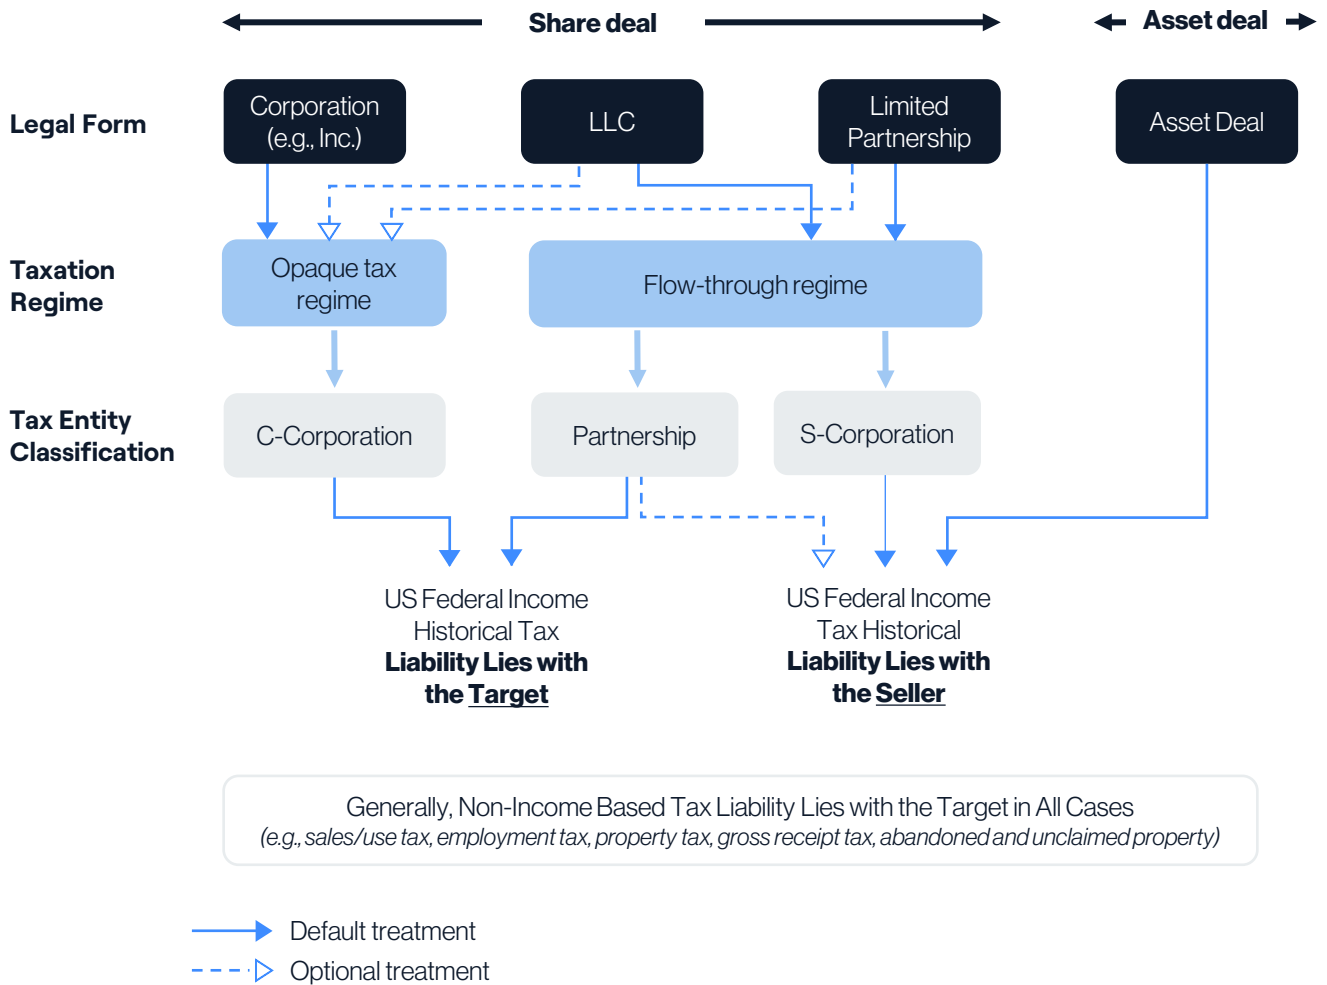 Share deal
Asset deal
Legal Form
Corporation
(e.g., Inc.)
LLC
Limited
Partnership
Asset Deal
Taxation
Regime
Opaque tax
regime
Flow-through regime
Tax Entity
Classification
C-Corporation
Partnership
S-Corporation
US Federal Income
Historical Tax
Liability Lies with
the Target
US Federal Income
Tax Historical
Liability Lies with
the Seller
Generally, Non-Income Based Tax Liability Lies with the Target in All Cases
(e.g., sales/use tax, employment tax, property tax, gross receipt tax, abandoned and unclaimed property)
Default treatment
Optional treatment